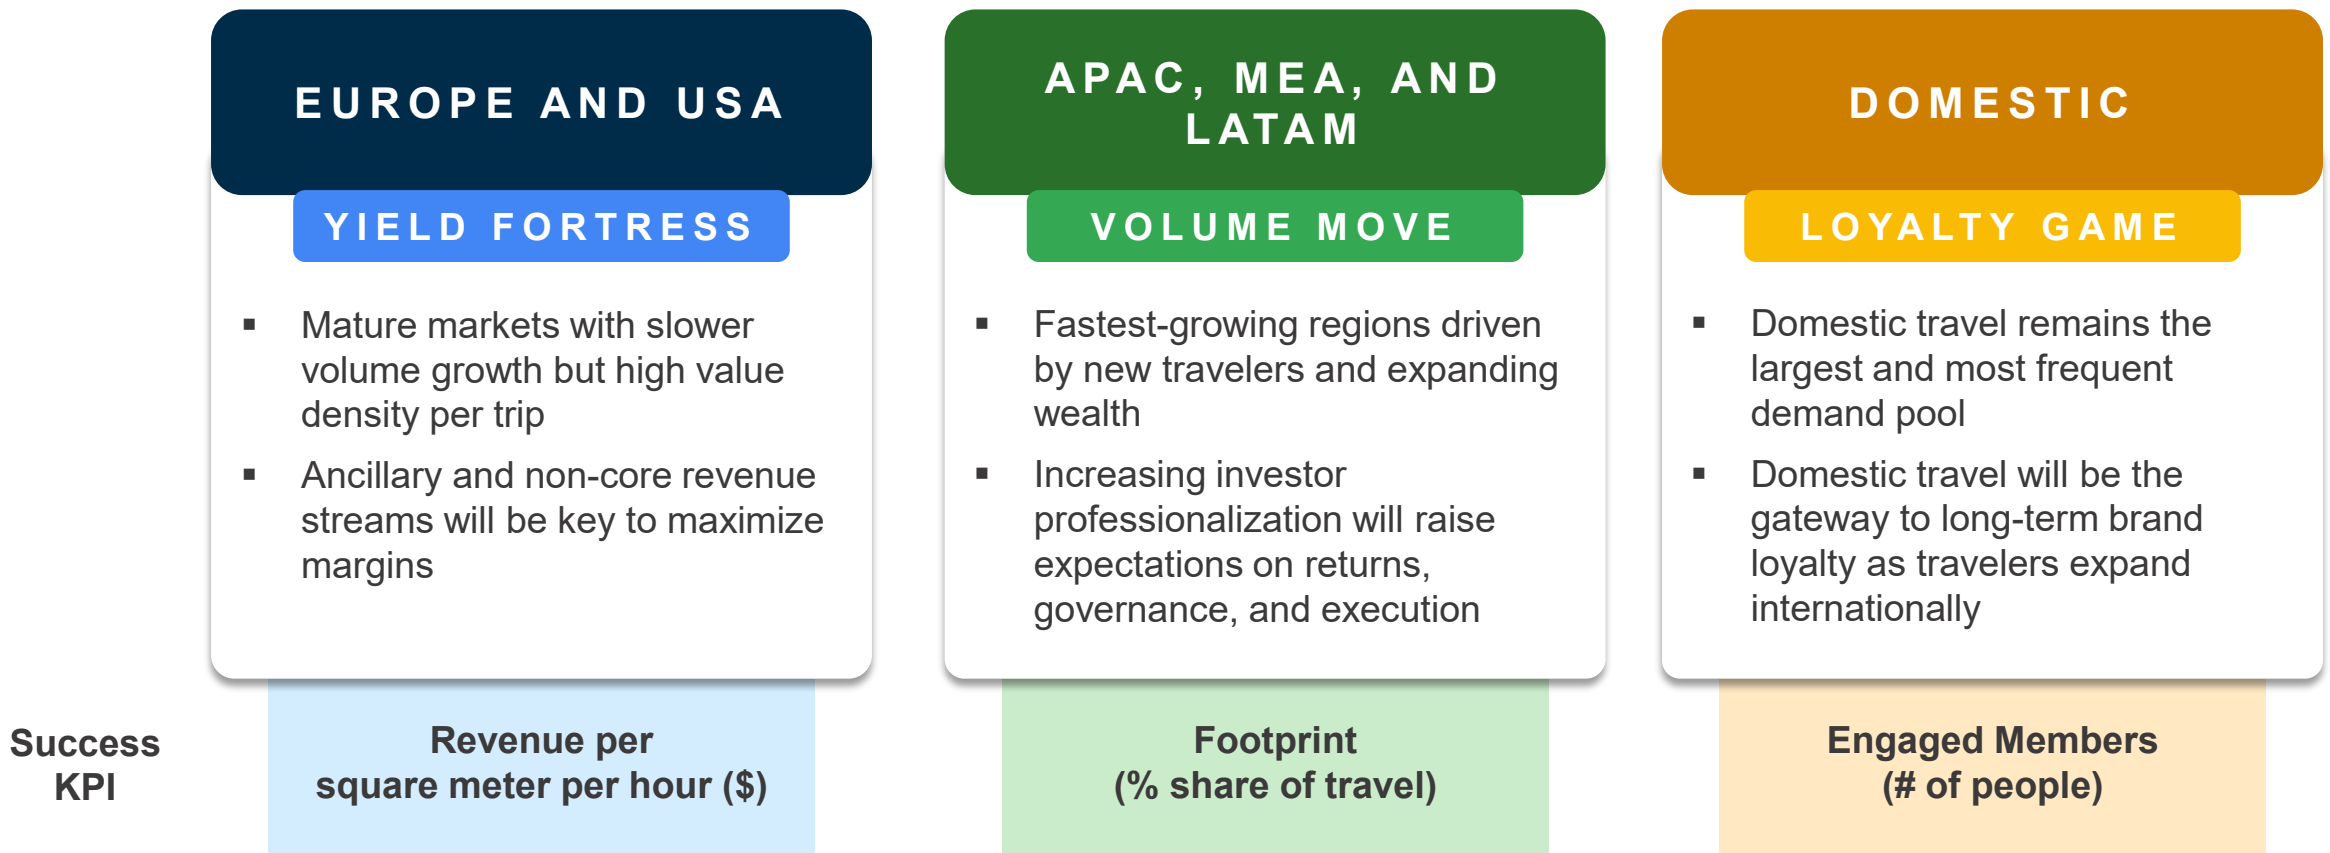 EUROPE AND USA
YIELD FORTRESS
▪ Mature markets with slower
volume growth but high value
density per trip
▪ Ancillary and non-core revenue
streams will be key to maximize
margins
APAC, MEA, AND
LATAM
VOLUME MOVE
▪ Fastest-growing regions driven
by new travelers and expanding
wealth
▪ Increasing investor
professionalization will raise
expectations on returns,
governance, and execution
DOMESTIC
LOYALTY GAME
▪ Domestic travel remains the
largest and most frequent
demand pool
▪ Domestic travel will be the
gateway to long-term brand
loyalty as travelers expand
internationally
Success
KPI
Revenue per
square meter per hour ($)
Footprint
(% share of travel)
Engaged Members
(# of people)